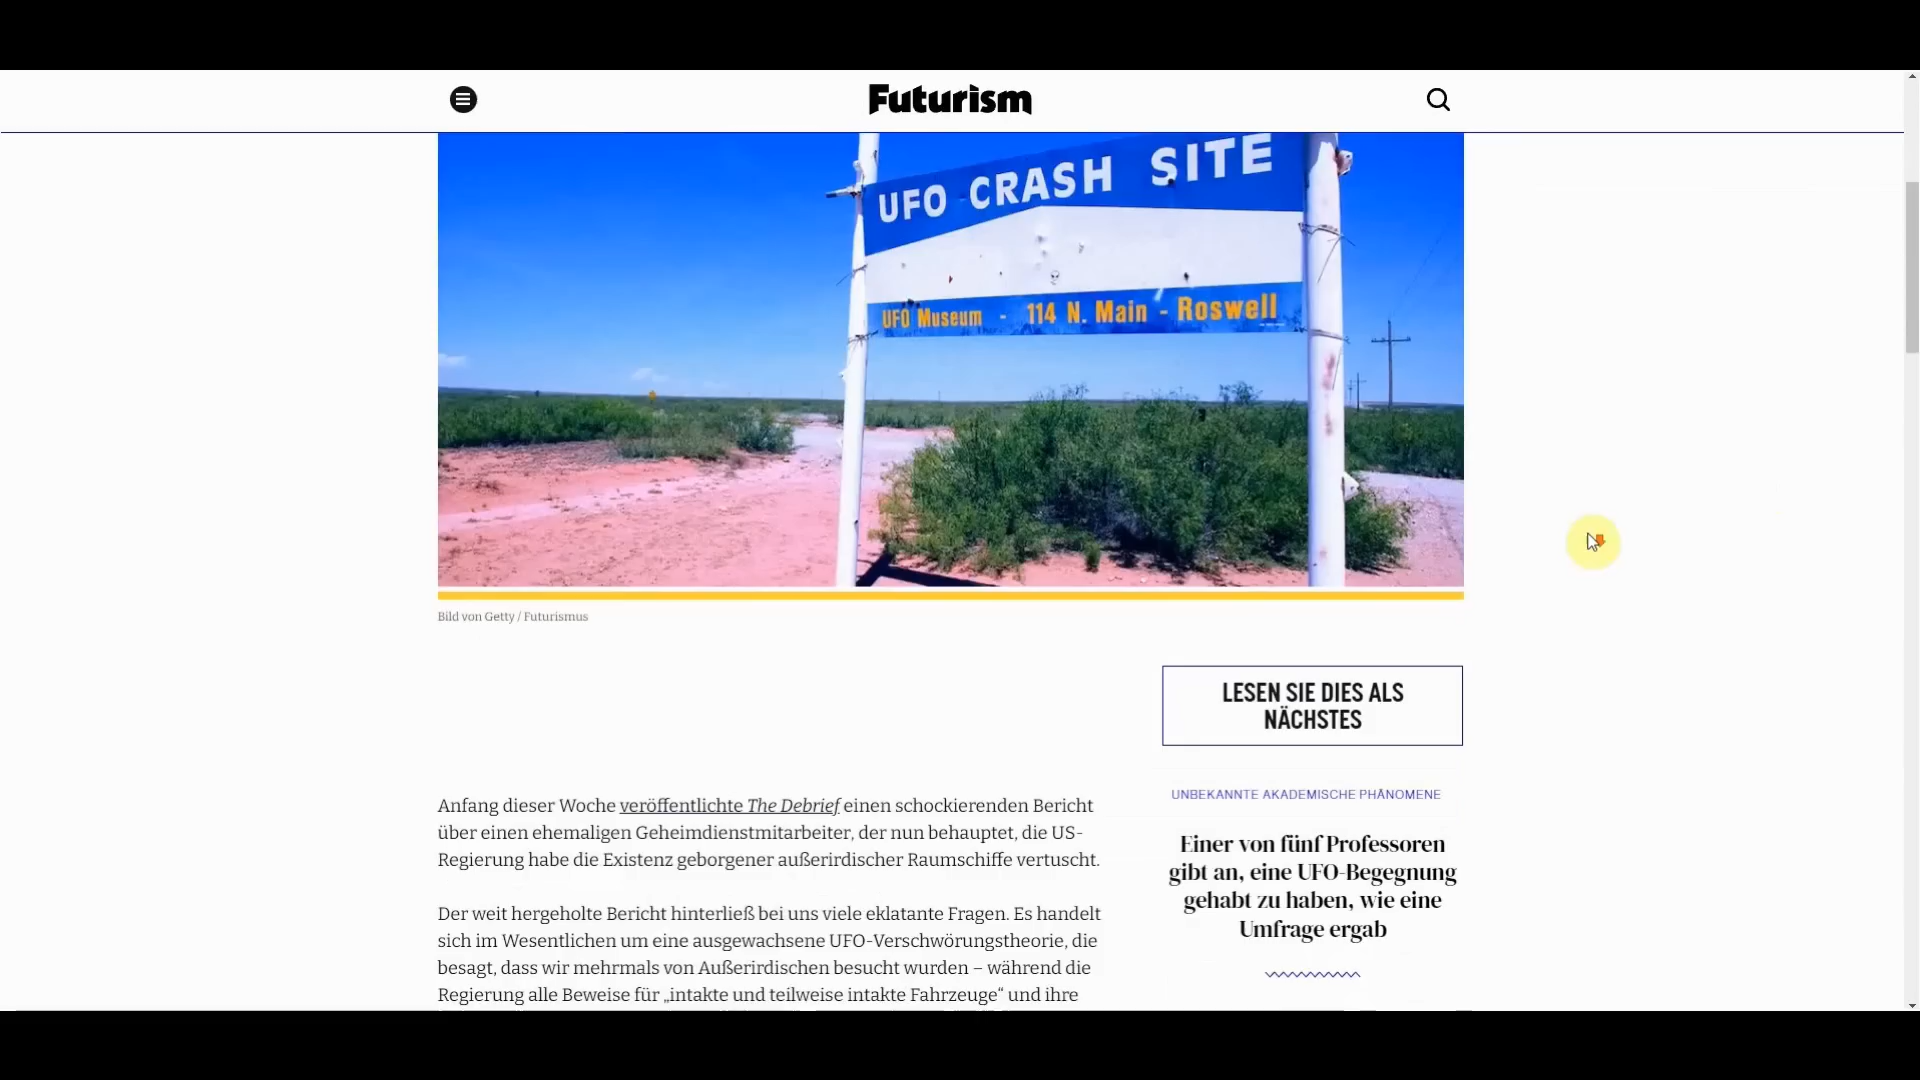 Futurism
UFO CRASH SITE
UFO Museum - 114 N. Main - Roswell
Bild von Getty / Futurismus
LESEN SIE DIES ALS
NÄCHSTES
UNBEKANNTE AKADEMISCHE PHÄNOMENE
Einer von fünf Professoren
gibt an, eine UFO-Begegnung
gehabt zu haben, wie eine
Umfrage ergab
Anfang dieser Woche veröffentlichte The Debrief einen schockierenden Bericht
über einen ehemaligen Geheimdienstmitarbeiter, der nun behauptet, die US-
Regierung habe die Existenz geborgener außerirdischer Raumschiffe vertuscht.
Der weit hergeholte Bericht hinterließ bei uns viele eklatante Fragen. Es handelt
sich im Wesentlichen um eine ausgewachsene UFO-Verschwörungstheorie, die
besagt, dass wir mehrmals von Außerirdischen besucht wurden – während die
Regierung alle Beweise für „intakte und teilweise intakte Fahrzeuge“ und ihre